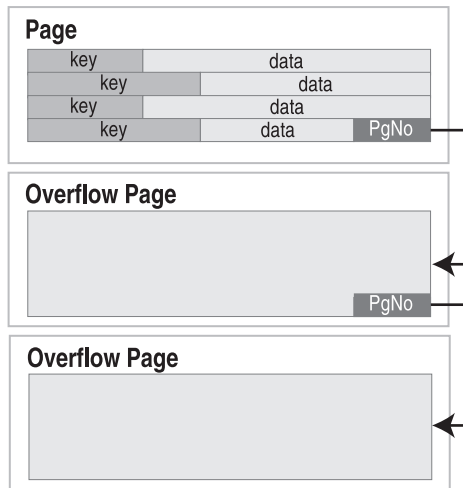 Page
key data
key data
key data
key data PgNo
Overflow Page
PgNo
Overflow Page